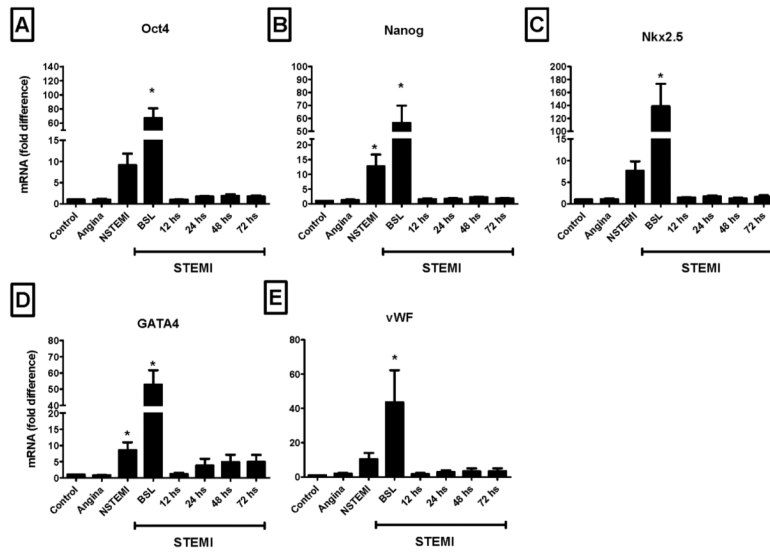 A
Oct4
mRNA (fold difference)
140
120
100
80
60
40
15
10
5
0
Control
Angina
NSTEMI
BSL
12 hs
24 hs
48 hs
72 hs
*
STEMI
B
Nanog
100
90
80
70
60
50
20
15
10
5
0
Control
Angina
NSTEMI
BSL
12 hs
24 hs
48 hs
72 hs
*
*
STEMI
C
Nkx2.5
200
180
160
140
120
100
80
60
15
10
5
0
Control
Angina
NSTEMI
BSL
12 hs
24 hs
48 hs
72 hs
*
STEMI
D
GATA4
mRNA (fold difference)
80
70
60
50
40
20
15
10
5
0
Control
Angina
NSTEMI
BSL
12 hs
24 hs
48 hs
72 hs
*
*
STEMI
E
vWF
80
60
40
20
0
Control
Angina
NSTEMI
BSL
12 hs
24 hs
48 hs
72 hs
*
STEMI